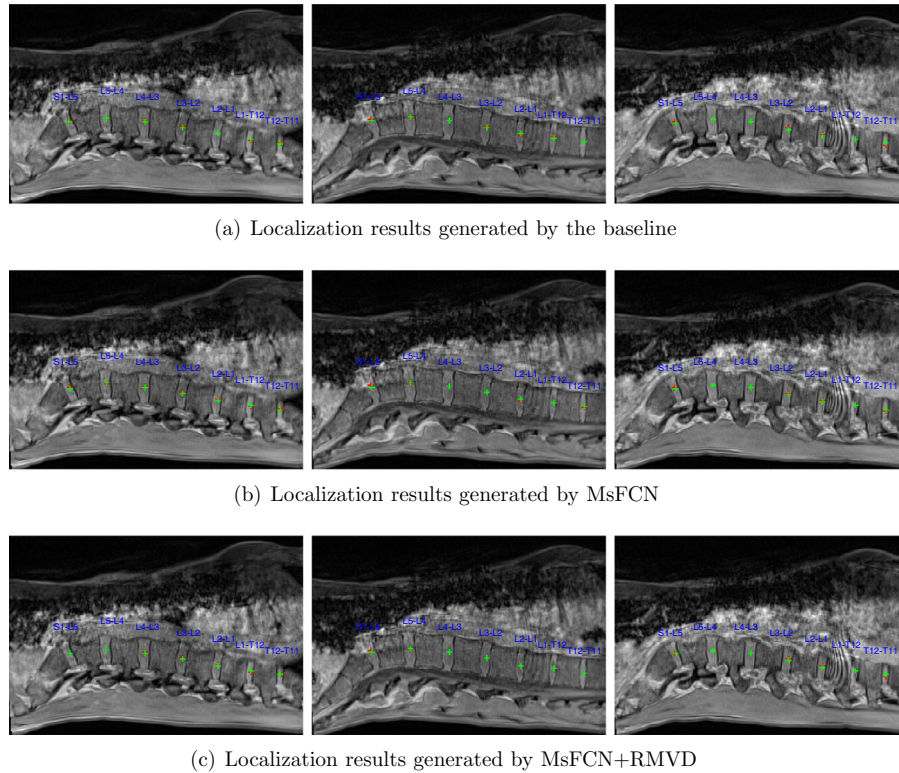 S1-L5 L5-L4 L4-L3 L3-L2 L2-L1 L1-T12 T12-T11
S1-L5 L5-L4 L4-L3 L3-L2 L2-L1 L1-T12 T12-T11
S1-L5 L5-L4 L4-L3 L3-L2 L2-L1 L1-T12 T12-T11
(a) Localization results generated by the baseline
S1-L5 L5-L4 L4-L3 L3-L2 L2-L1 L1-T12 T12-T11
S1-L5 L5-L4 L4-L3 L3-L2 L2-L1 L1-T12 T12-T11
S1-L5 L5-L4 L4-L3 L3-L2 L2-L1 L1-T12 T12-T11
(b) Localization results generated by MsFCN
S1-L5 L5-L4 L4-L3 L3-L2 L2-L1 L1-T12 T12-T11
S1-L5 L5-L4 L4-L3 L3-L2 L2-L1 L1-T12 T12-T11
S1-L5 L5-L4 L4-L3 L3-L2 L2-L1 L1-T12 T12-T11
(c) Localization results generated by MsFCN+RMVD